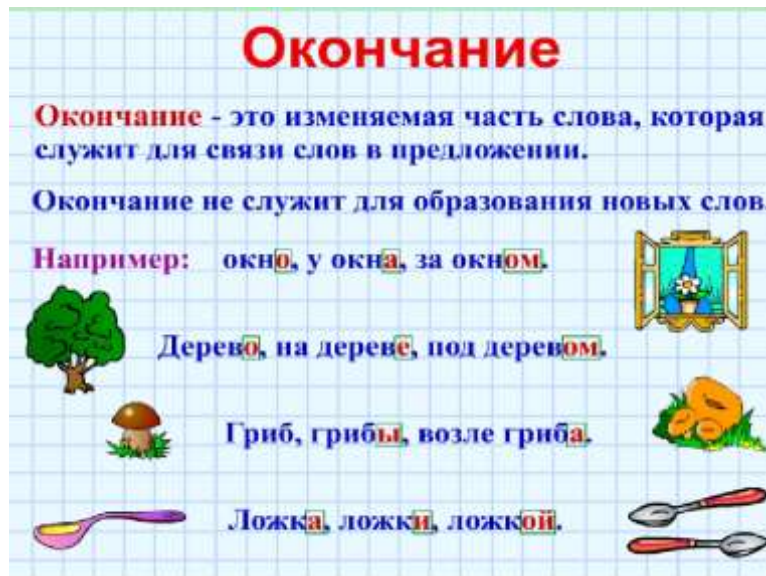 Окончание
Окончание - это изменяемая часть слова, которая
служит для связи слов в предложении.
Окончание не служит для образования новых слов
Например: окно, у окна, за окном.
Дерево, на дереве, под деревом.
Гриб, грибы, возле гриба.
Ложка, ложки, ложкой.